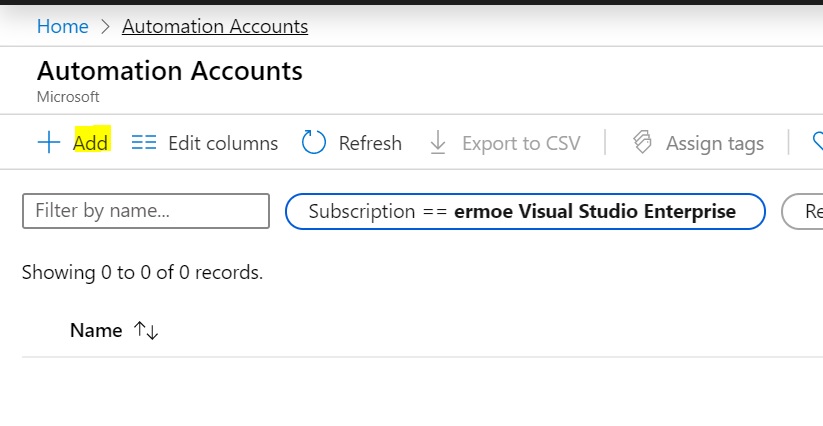 Home > Automation Accounts
Automation Accounts
Microsoft
Add Edit columns Refresh Export to CSV Assign tags
Filter by name... Subscription == ermoe Visual Studio Enterprise Re
Showing 0 to 0 of 0 records.
Name ↑↓